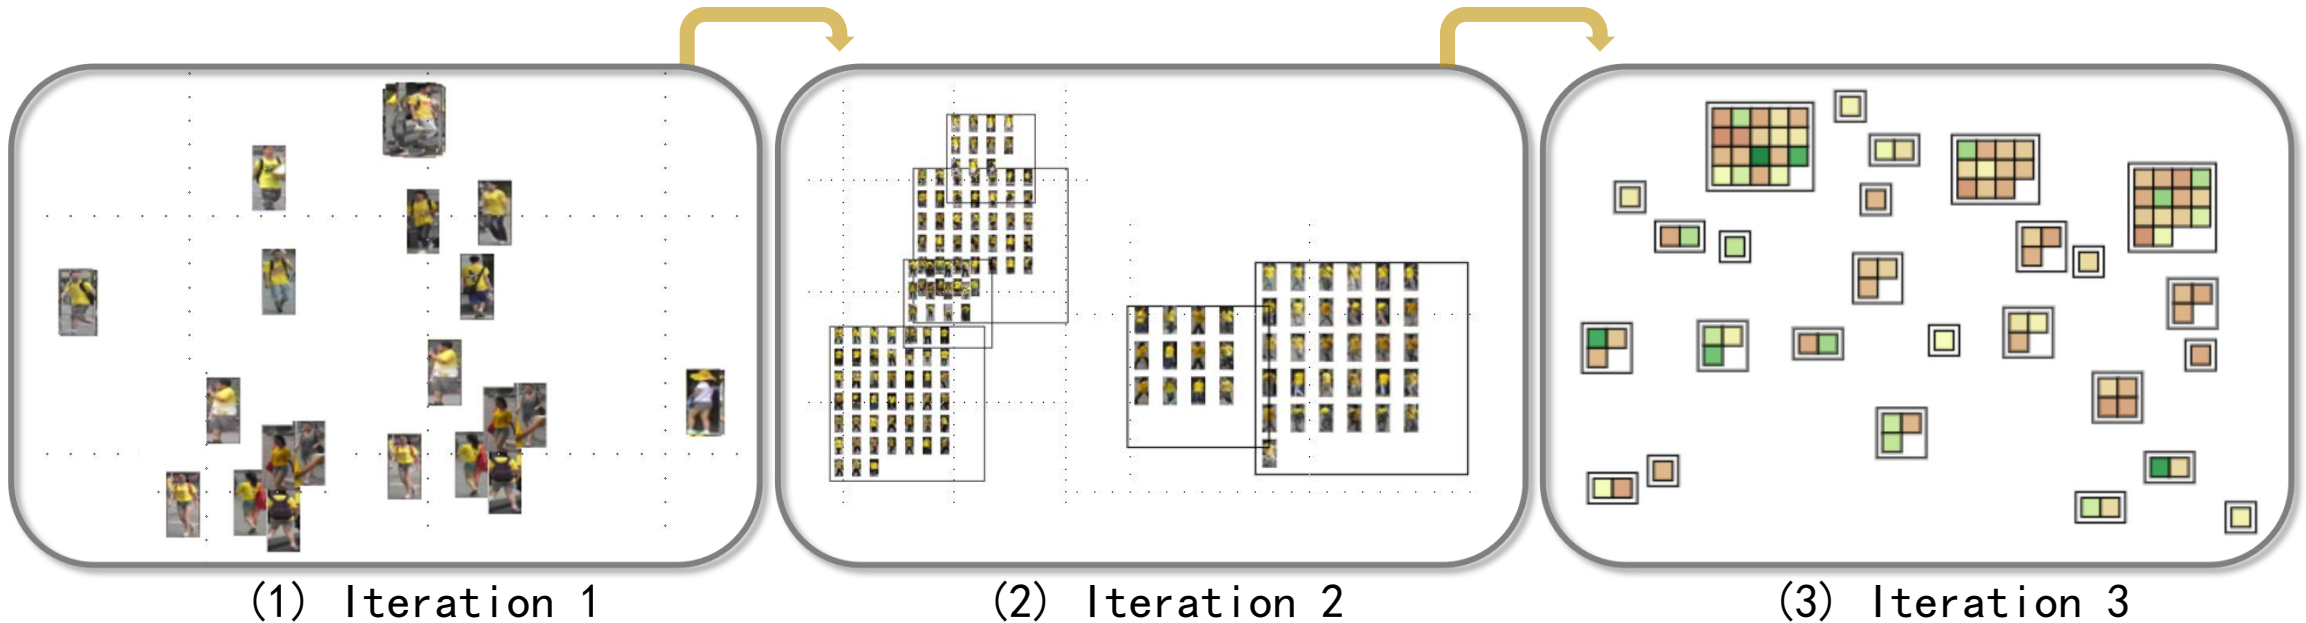 (1) Iteration 1
(2) Iteration 2
(3) Iteration 3